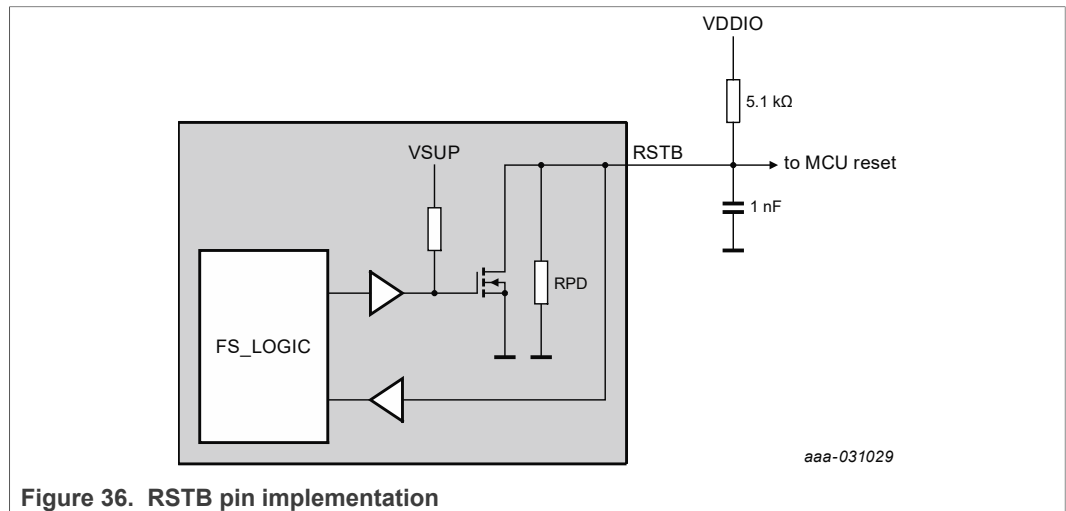 VDDIO
5.1 kΩ
VSUP
RSTB
to MCU reset
1 nF
RPD
FS_LOGIC
aaa-031029
Figure 36. RSTB pin implementation